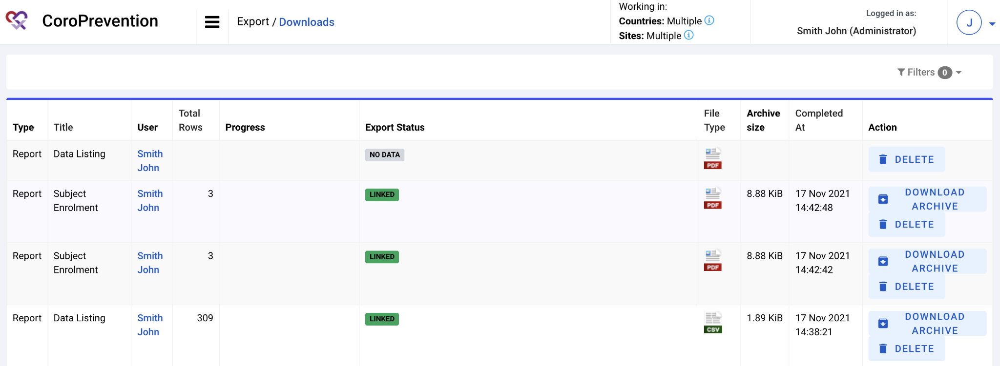 CoroPrevention
Export / Downloads
Working in:
Countries: Multiple
Sites: Multiple
Logged in as:
Smith John (Administrator)
J
Filters 0
Type Title User Total Rows Progress Export Status File Type Archive size Completed At Action
Report Data Listing Smith John NO DATA PDF DELETE
Report Subject Enrolment Smith John 3 LINKED PDF 8.88 KiB 17 Nov 2021 14:42:48 DOWNLOAD ARCHIVE
DELETE
Report Subject Enrolment Smith John 3 LINKED PDF 8.88 KiB 17 Nov 2021 14:42:42 DOWNLOAD ARCHIVE
DELETE
Report Data Listing Smith John 309 LINKED CSV 1.89 KiB 17 Nov 2021 14:38:21 DOWNLOAD ARCHIVE
DELETE